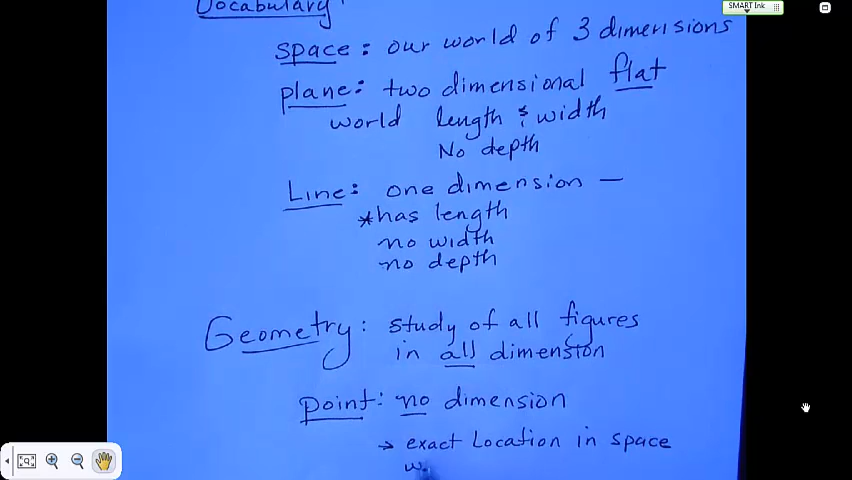 Vocabulary:
SMART Ink
space: our world of 3 dimensions
plane: two dimensional flat
world length & width
No depth
Line: one dimension —
*has length
no width
no depth
Geometry: study of all figures
in all dimension
point: no dimension
→ exact Location in space